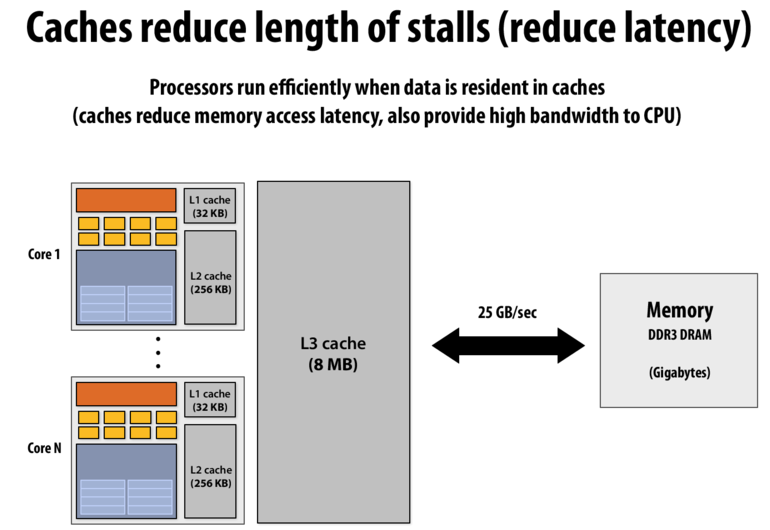 Caches reduce length of stalls (reduce latency)
Processors run efficiently when data is resident in caches
(caches reduce memory access latency, also provide high bandwidth to CPU)
Core 1
L1 cache
(32 KB)
L2 cache
(256 KB)
Core N
L1 cache
(32 KB)
L2 cache
(256 KB)
L3 cache
(8 MB)
25 GB/sec
Memory
DDR3 DRAM
(Gigabytes)